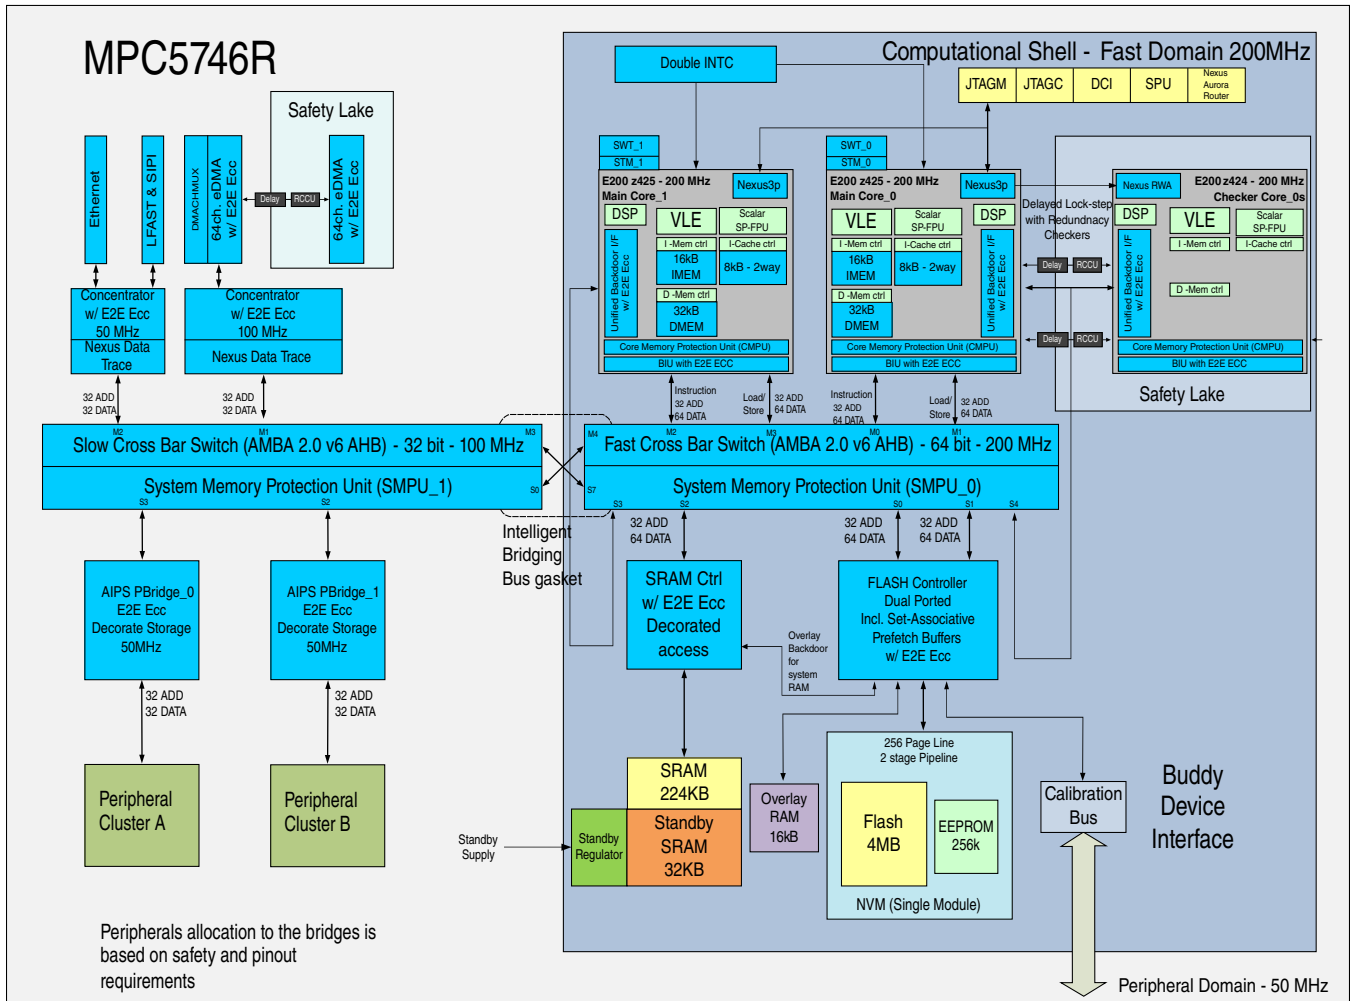 MPC5746R
Computational Shell - Fast Domain 200MHz
Double INTC
JTAGM
JTAGC
DCI
SPU
Nexus
Aurora
Router
Safety Lake
Ethernet
LFAST & SIPI
DMACHMUX
64ch. eDMA
w/ E2E Ecc
Delay
RCCU
64ch. eDMA
w/ E2E Ecc
Concentrator
w/ E2E Ecc
50 MHz
Nexus Data
Trace
Concentrator
w/ E2E Ecc
100 MHz
Nexus Data Trace
32 ADD
32 DATA
32 ADD
32 DATA
SWT_1
STM_1
E200 z425 - 200 MHz
Main Core_1
Nexus3p
DSP
VLE
Scalar
SP-FPU
I -Mem ctrl
I-Cache ctrl
16kB
IMEM
8kB - 2way
D -Mem ctrl
32kB
DMEM
Unified Backdoor I/F
w/ E2E Ecc
Core Memory Protection Unit (CMPU)
BIU with E2E ECC
SWT_0
STM_0
E200 z425 - 200 MHz
Main Core_0
Nexus3p
VLE
Scalar
SP-FPU
DSP
I -Mem ctrl
I-Cache ctrl
16kB
IMEM
8kB - 2way
D -Mem ctrl
32kB
DMEM
Unified Backdoor I/F
w/ E2E Ecc
Core Memory Protection Unit (CMPU)
BIU with E2E ECC
Delayed Lock-step
with Redundnacy
Checkers
Delay
RCCU
Delay
RCCU
Nexus RWA
E200 z424 - 200 MHz
Checker Core_0s
DSP
VLE
Scalar
SP-FPU
I -Mem ctrl
I-Cache ctrl
D -Mem ctrl
Unified Backdoor I/F
w/ E2E Ecc
Core Memory Protection Unit (CMPU)
BIU with E2E ECC
Safety Lake
Instruction
32 ADD
64 DATA
Load/
Store
32 ADD
64 DATA
Instruction
32 ADD
64 DATA
Load/
Store
32 ADD
64 DATA
M2
M1
M3
Slow Cross Bar Switch (AMBA 2.0 v6 AHB) - 32 bit - 100 MHz
System Memory Protection Unit (SMPU_1)
S3
S2
S0
M4
M2
M3
M0
M1
Fast Cross Bar Switch (AMBA 2.0 v6 AHB) - 64 bit - 200 MHz
System Memory Protection Unit (SMPU_0)
S7
S3
S2
S0
S1
S4
Intelligent
Bridging
Bus gasket
32 ADD
64 DATA
32 ADD
64 DATA
32 ADD
64 DATA
AIPS PBridge_0
E2E Ecc
Decorate Storage
50MHz
AIPS PBridge_1
E2E Ecc
Decorate Storage
50MHz
SRAM Ctrl
w/ E2E Ecc
Decorated
access
Overlay
Backdoor
for
system
RAM
FLASH Controller
Dual Ported
Incl. Set-Associative
Prefetch Buffers
w/ E2E Ecc
32 ADD
32 DATA
32 ADD
32 DATA
Peripheral
Cluster A
Peripheral
Cluster B
Standby
Supply
Standby
Regulator
SRAM
224KB
Standby
SRAM
32KB
Overlay
RAM
16kB
256 Page Line
2 stage Pipeline
Flash
4MB
EEPROM
256k
NVM (Single Module)
Calibration
Bus
Buddy
Device
Interface
Peripherals allocation to the bridges is
based on safety and pinout
requirements
Peripheral Domain - 50 MHz